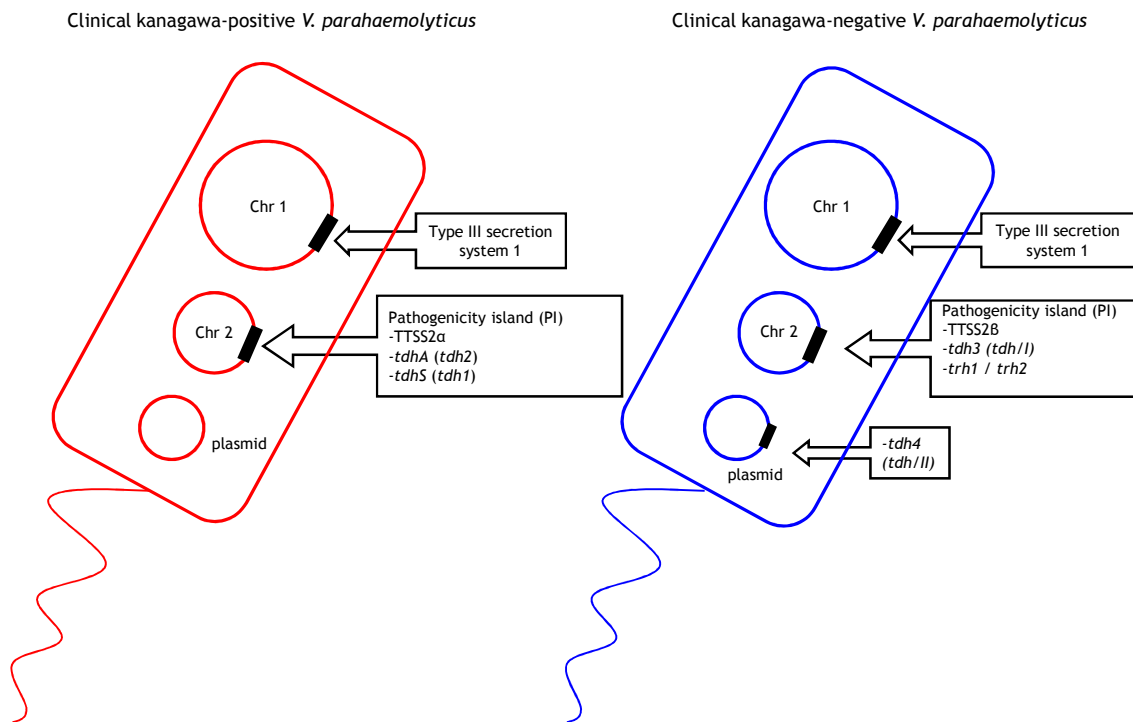 Clinical kanagawa-positive V. parahaemolyticus
Chr 1
Type III secretion
system 1
Chr 2
Pathogenicity island (PI)
-TTSS2α
-tdhA (tdh2)
-tdhS (tdh1)
plasmid
Clinical kanagawa-negative V. parahaemolyticus
Chr 1
Type III secretion
system 1
Chr 2
Pathogenicity island (PI)
-TTSS2ß
-tdh3 (tdh/I)
-trh1 / trh2
plasmid
-tdh4
(tdh/II)